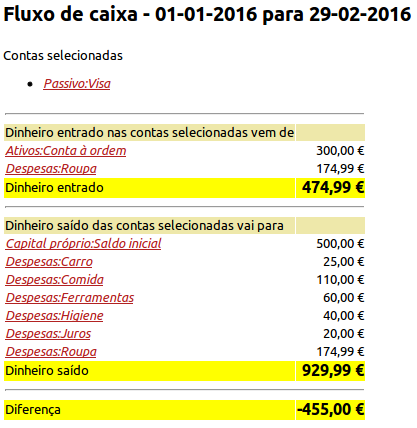 Fluxo de caixa - 01-01-2016 para 29-02-2016
Contas selecionadas
• Passivo:Visa
Dinheiro entrado nas contas selecionadas vem de
Ativos:Conta à ordem 300,00 €
Despesas:Roupa 174,99 €
Dinheiro entrado 474,99 €
Dinheiro saído das contas selecionadas vai para
Capital próprio:Saldo inicial 500,00 €
Despesas:Carro 25,00 €
Despesas:Comida 110,00 €
Despesas:Ferramentas 60,00 €
Despesas:Higiene 40,00 €
Despesas:Juros 20,00 €
Despesas:Roupa 174,99 €
Dinheiro saído 929,99 €
Diferença -455,00 €